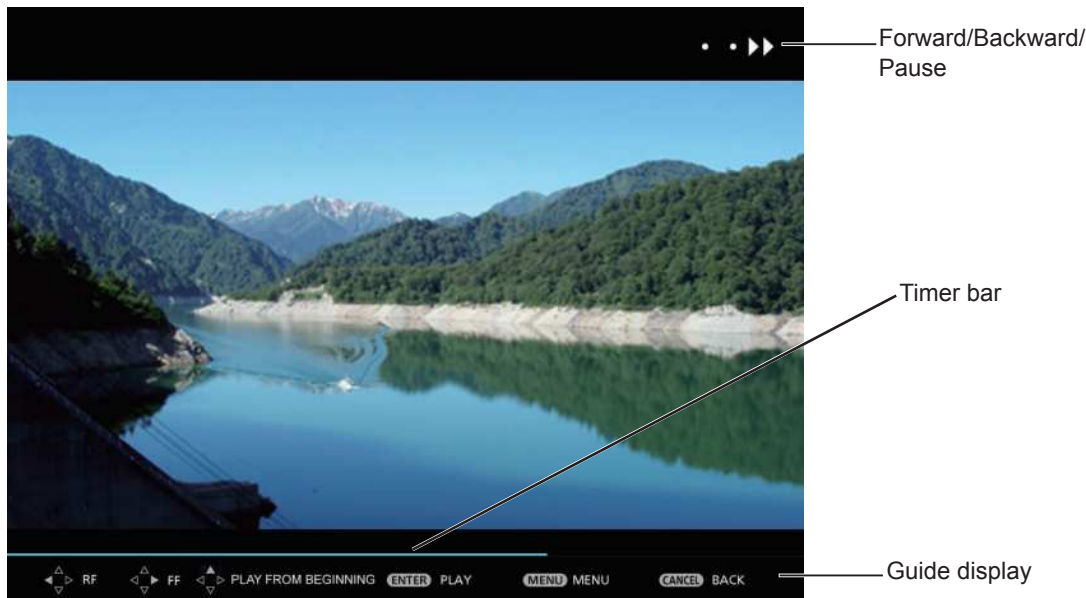 Forward/Backward/
Pause
Timer bar
RF FF PLAY FROM BEGINNING ENTER PLAY MENU MENU CANCEL BACK
Guide display